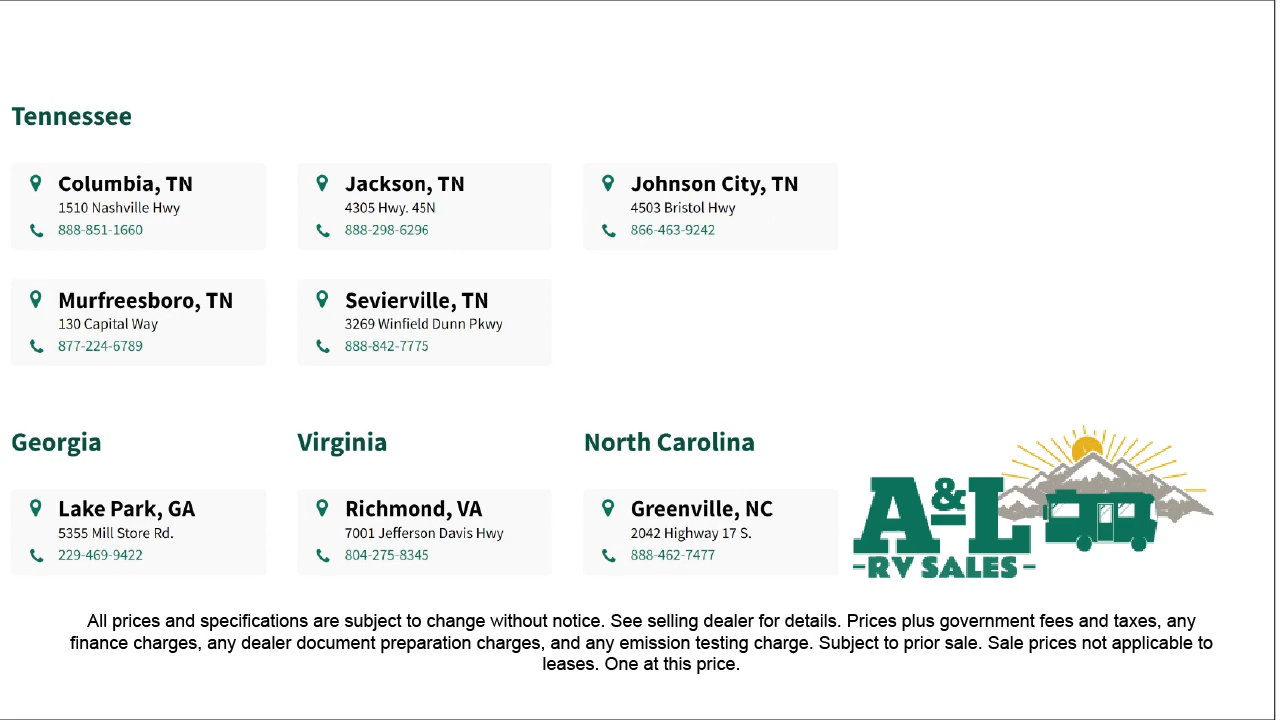 Tennessee
Columbia, TN
1510 Nashville Hwy
888-851-1660
Jackson, TN
4305 Hwy. 45N
888-298-6296
Johnson City, TN
4503 Bristol Hwy
866-463-9242
Murfreesboro, TN
130 Capital Way
877-224-6789
Sevierville, TN
3269 Winfield Dunn Pkwy
888-842-7775
Georgia
Lake Park, GA
5355 Mill Store Rd.
229-469-9422
Virginia
Richmond, VA
7001 Jefferson Davis Hwy
804-275-8345
North Carolina
Greenville, NC
2042 Highway 17 S.
888-462-7477
A&L
-RV SALES-
All prices and specifications are subject to change without notice. See selling dealer for details. Prices plus government fees and taxes, any
finance charges, any dealer document preparation charges, and any emission testing charge. Subject to prior sale. Sale prices not applicable to
leases. One at this price.